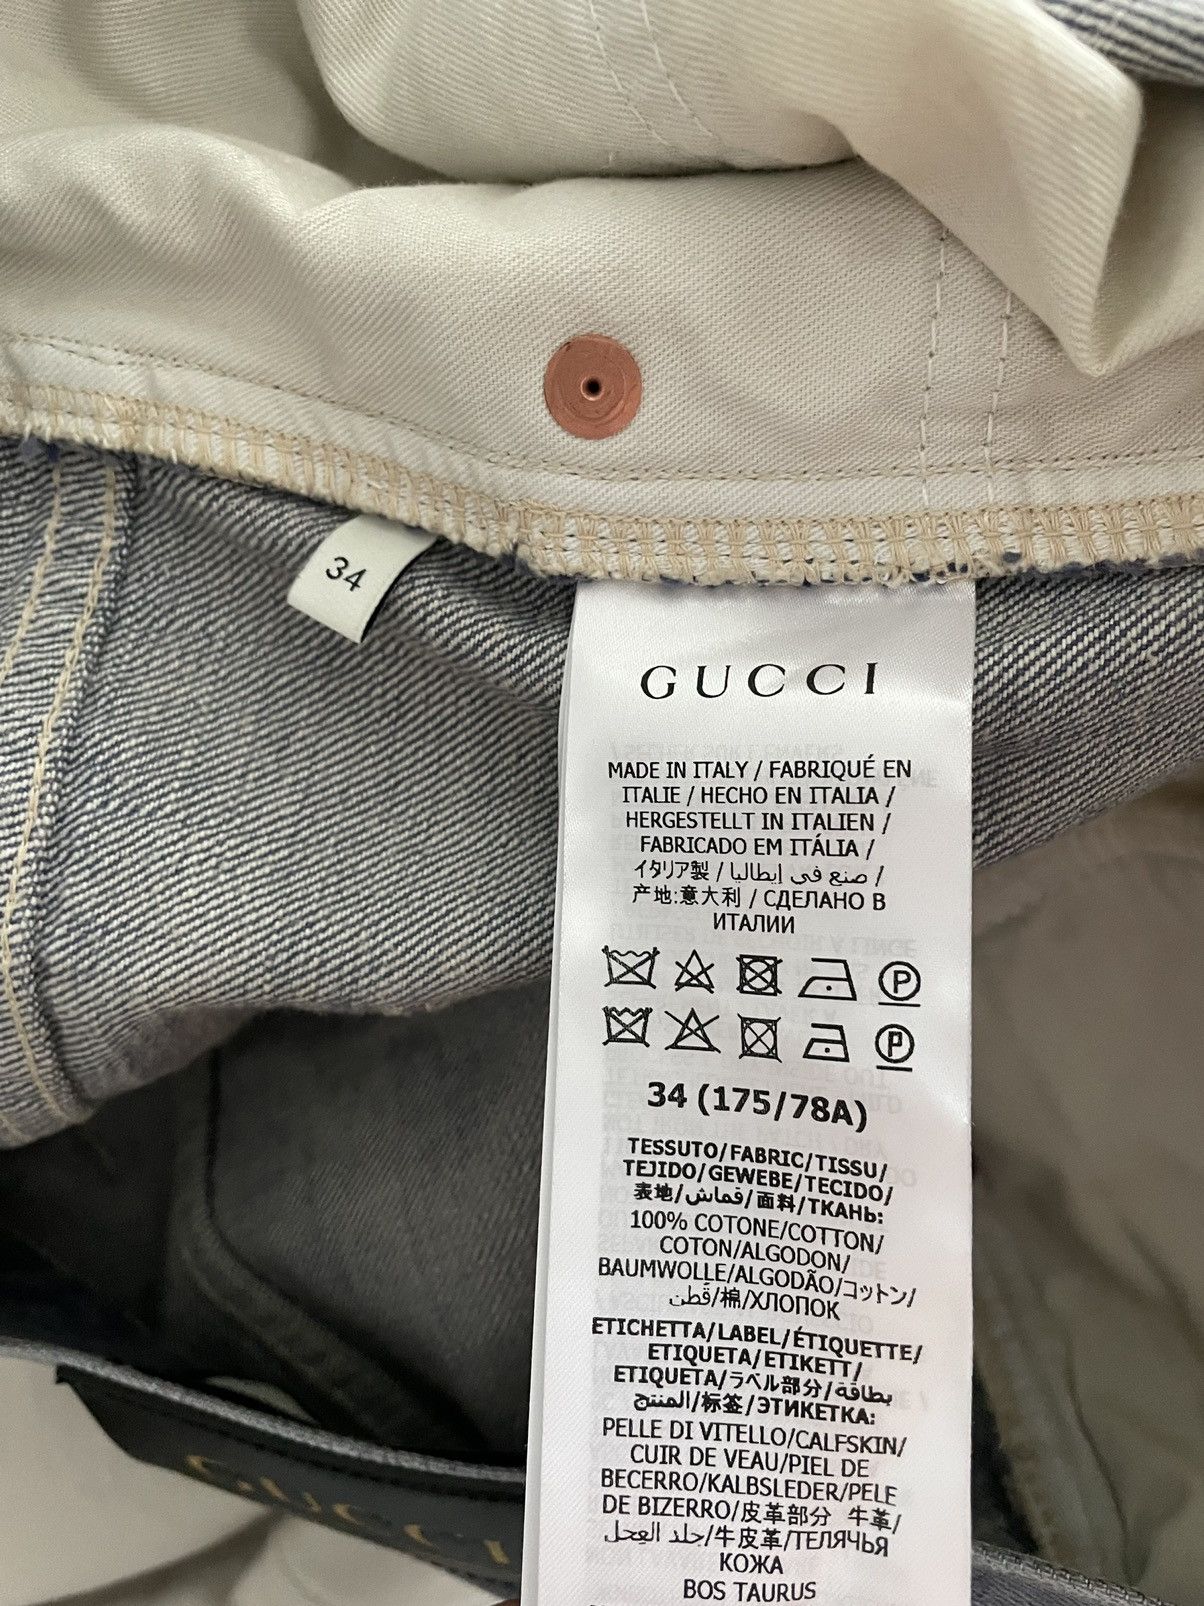 34
GUCCI
MADE IN ITALY / FABRIQUÉ EN
ITALIE / HECHO EN ITALIA /
HERGESTELLT IN ITALIEN /
FABRICADO EM ITÁLIA /
イタリア製 / صنع في إيطاليا /
产地:意大利 / СДЕЛАНО В
ИТАЛИИ
P
P
34 (175/78A)
TESSUTO/FABRIC/TISSU/
TEJIDO/GEWEBE/TECIDO/
表地/قماش/面料/ТКАНЬ:
100% COTONE/COTTON/
COTON/ALGODON/
BAUMWOLLE/ALGODÃO/コットン/
قطن/棉/ХЛОПОК
ETICHETTA/LABEL/ÉTIQUETTE/
ETIQUETA/ETIKETT/
ETIQUETA/ラベル部分/بطاقة
المنتج/标签/ЭТИКЕТКА:
PELLE DI VITELLO/CALFSKIN/
CUIR DE VEAU/PIEL DE
BECERRO/KALBSLEDER/PELE
DE BIZERRO/皮革部分 牛革/
جلد العجل/牛皮革/ТЕЛЯЧЬЯ
КОЖА
BOS TAURUS
GUCCI